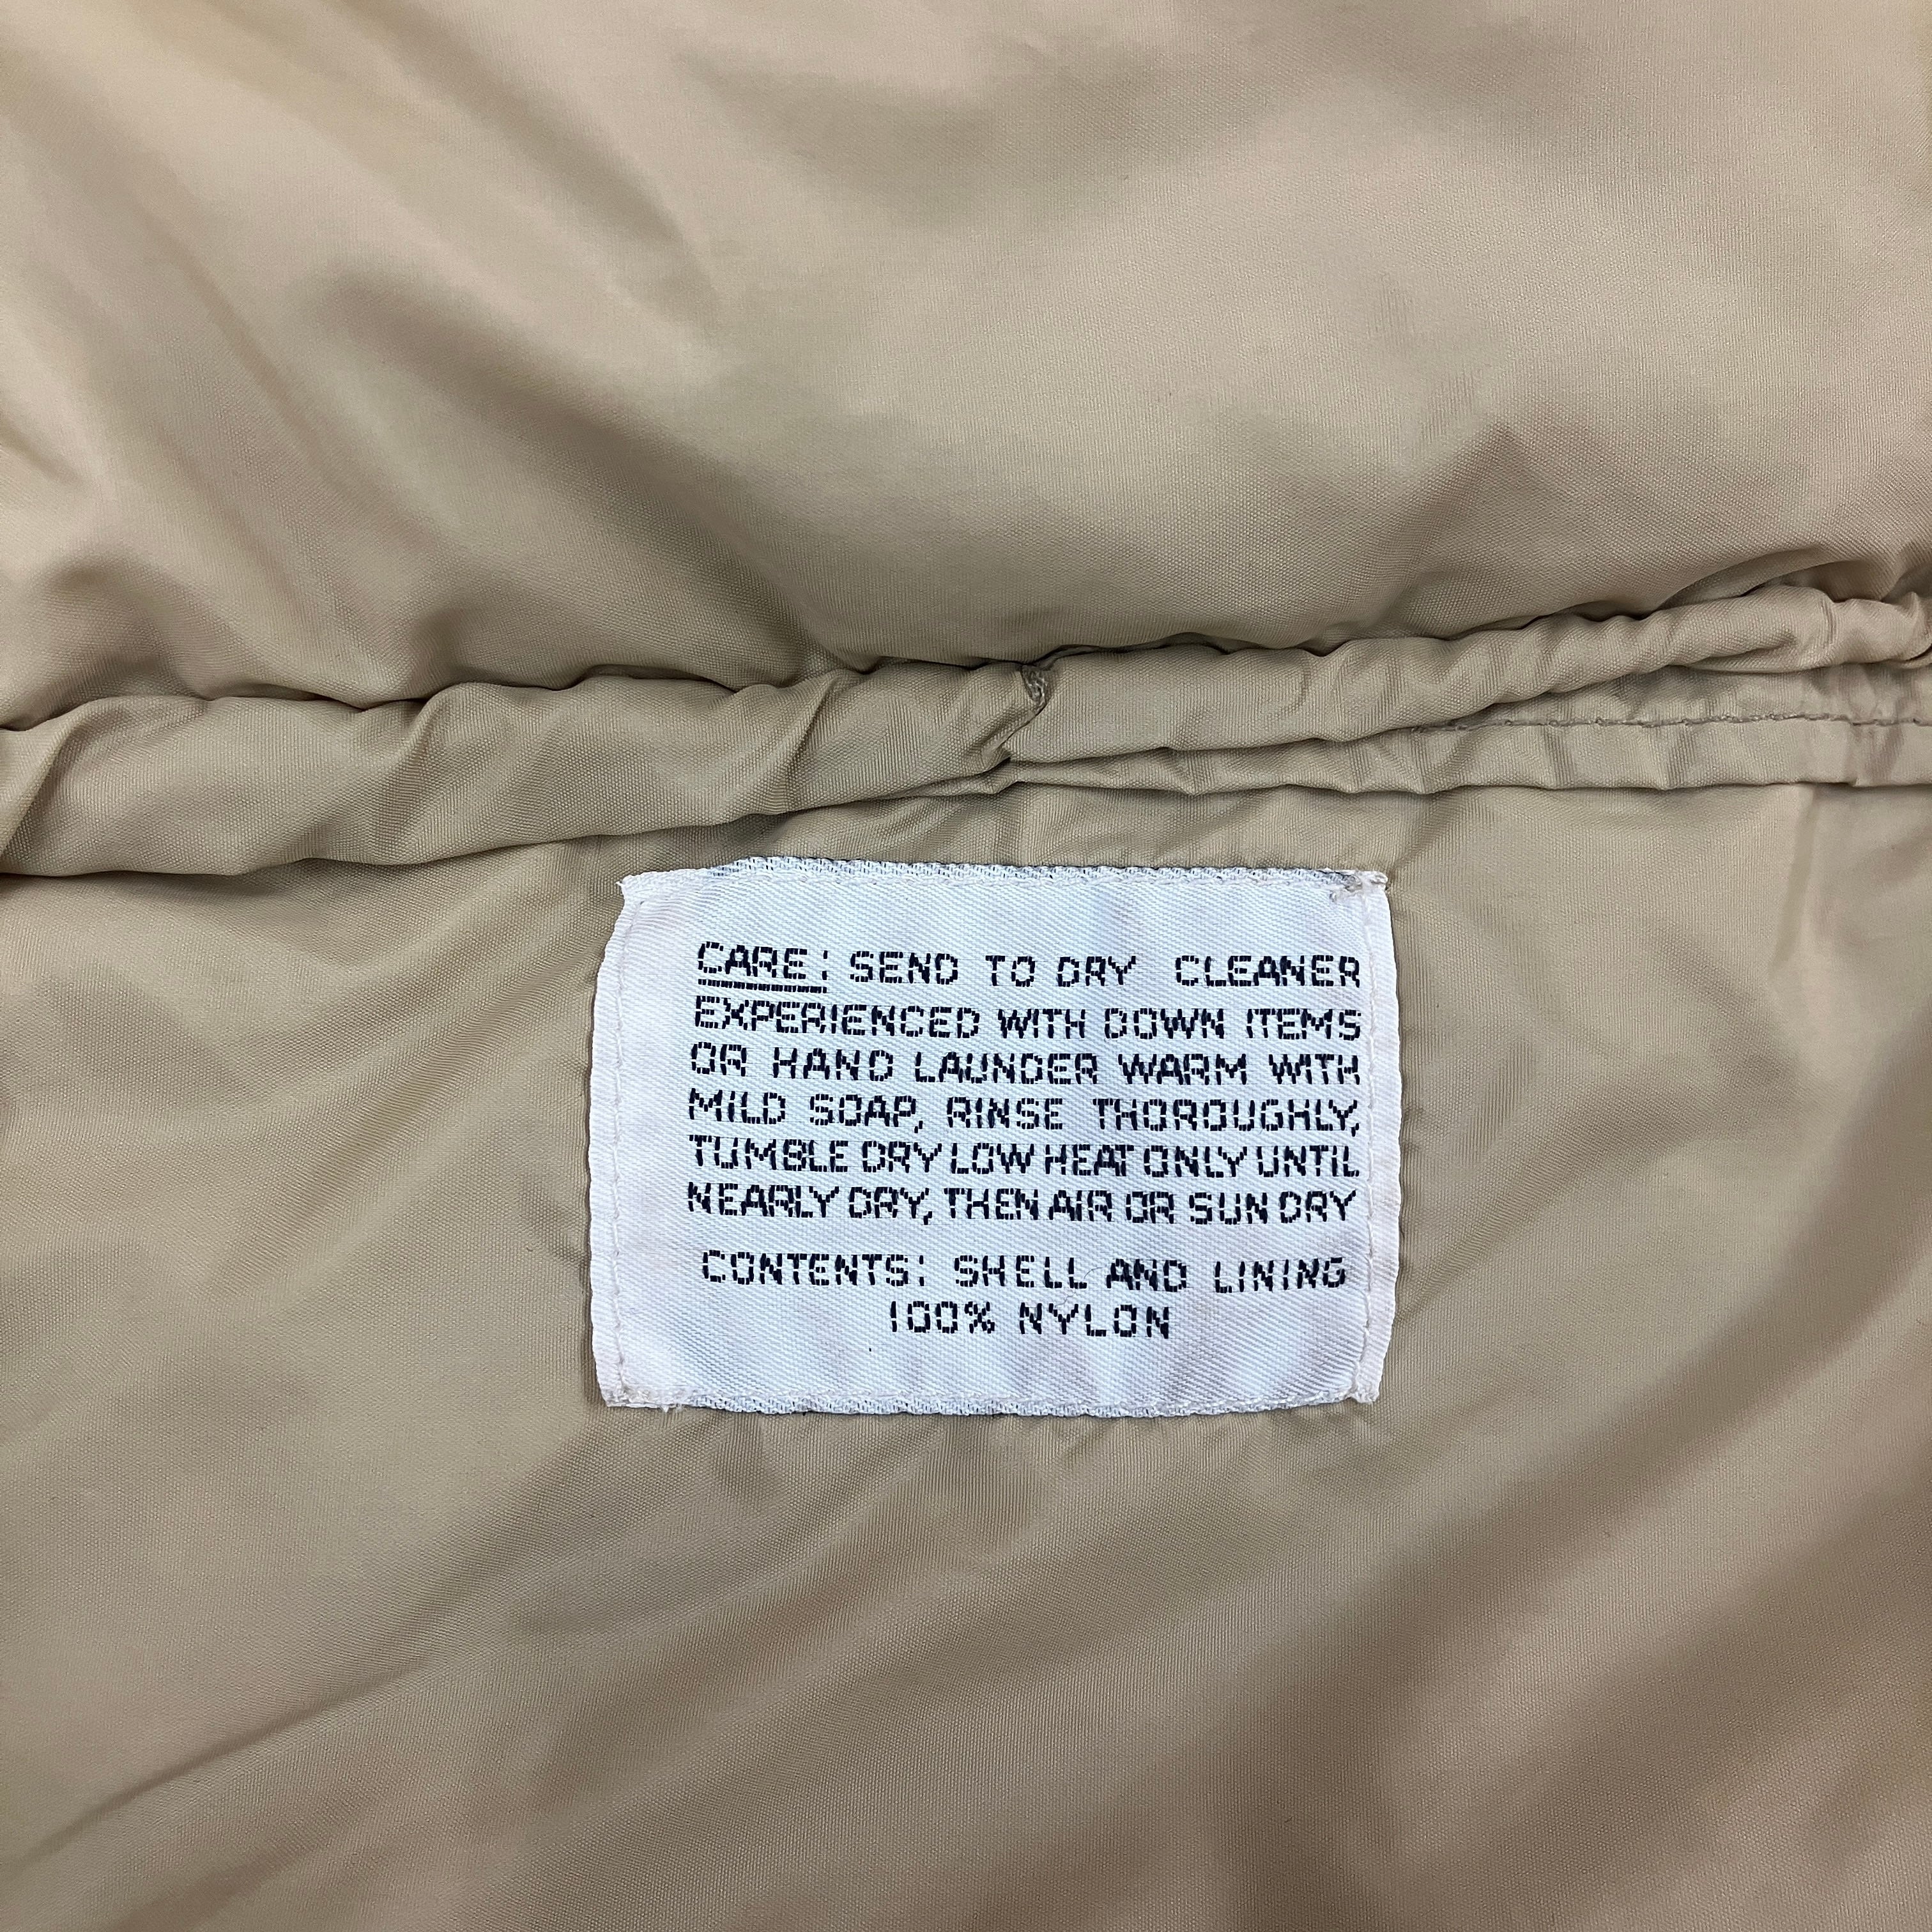 CARE: SEND TO DRY CLEANER
EXPERIENCED WITH DOWN ITEMS
OR HAND LAUNDER WARM WITH
MILD SOAP, RINSE THOROUGHLY,
TUMBLE DRY LOW HEAT ONLY UNTIL
NEARLY DRY, THEN AIR OR SUN DRY
CONTENTS: SHELL AND LINING
100% NYLON